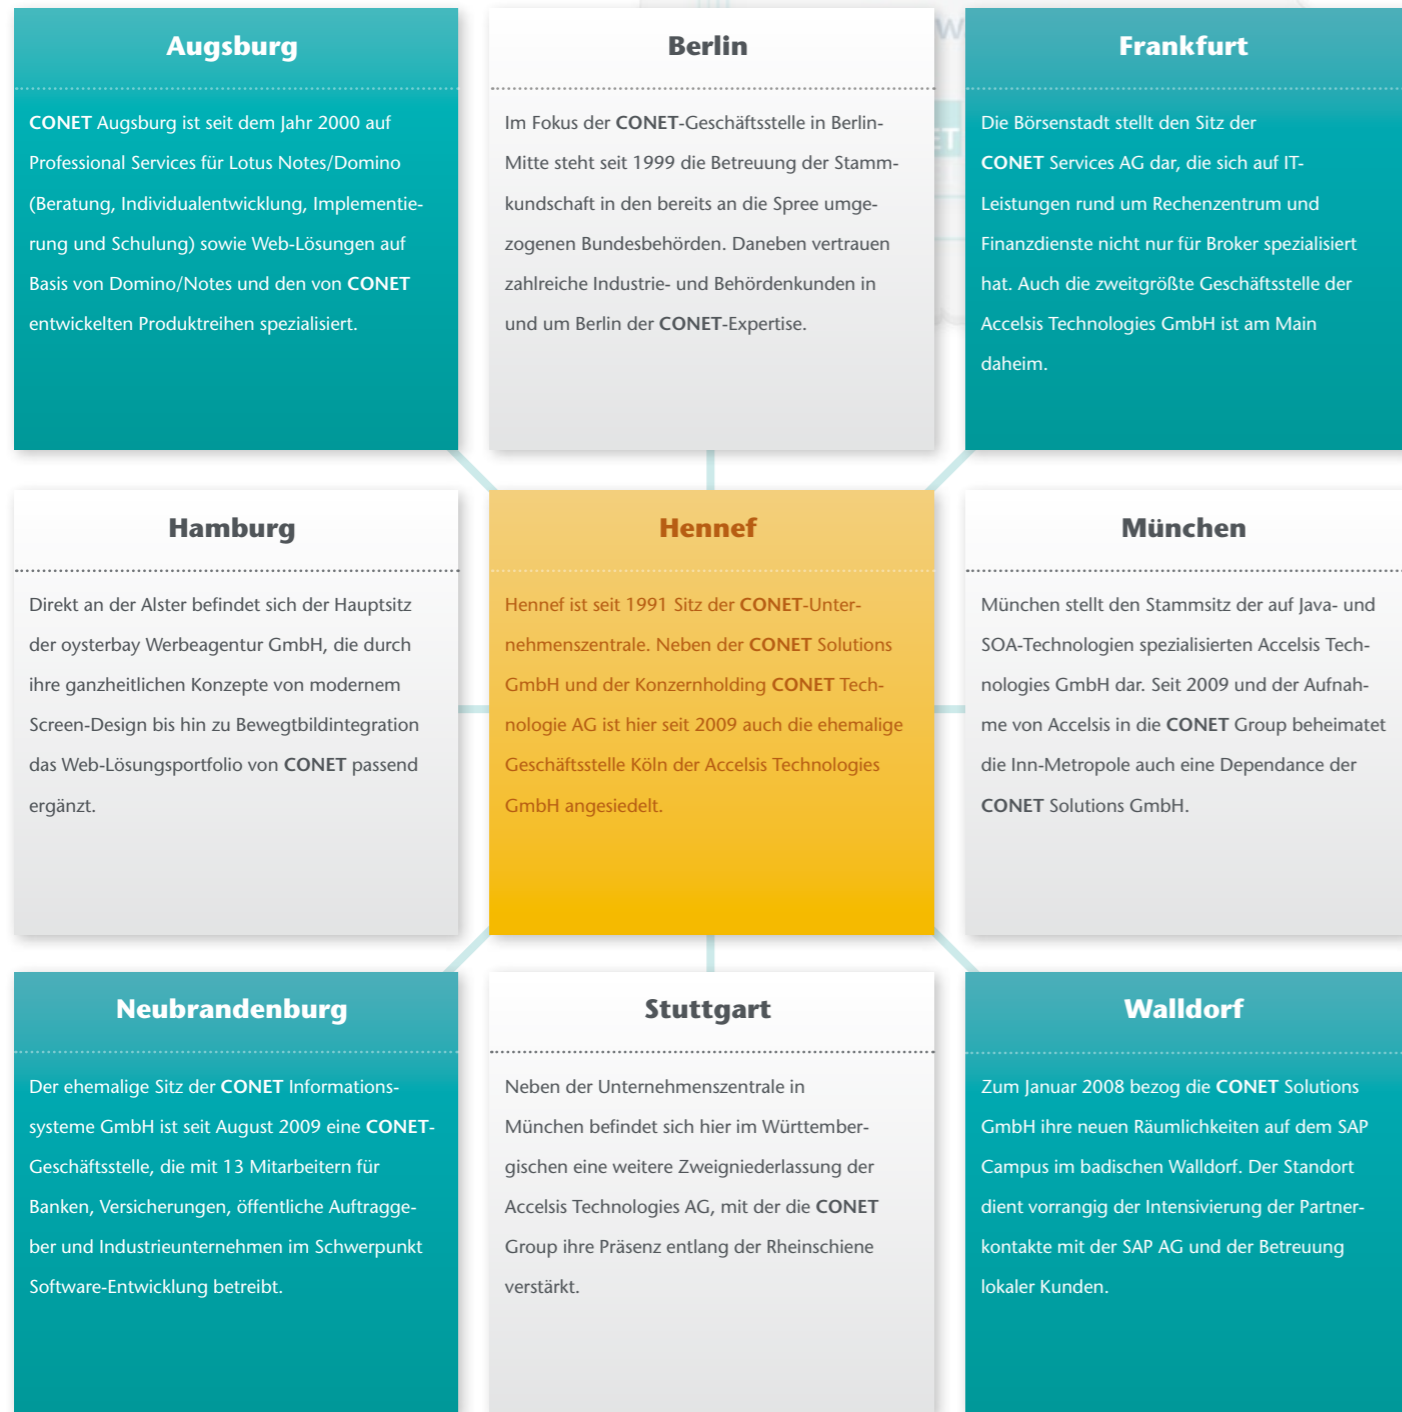 Augsburg
CONET Augsburg ist seit dem Jahr 2000 auf
Professional Services für Lotus Notes/Domino
(Beratung, Individualentwicklung, Implementie-
rung und Schulung) sowie Web-Lösungen auf
Basis von Domino/Notes und den von CONET
entwickelten Produktreihen spezialisiert.
Berlin
Im Fokus der CONET-Geschäftsstelle in Berlin-
Mitte steht seit 1999 die Betreuung der Stamm-
kundschaft in den bereits an die Spree umge-
zogenen Bundesbehörden. Daneben vertrauen
zahlreiche Industrie- und Behördenkunden in
und um Berlin der CONET-Expertise.
Frankfurt
Die Börsenstadt stellt den Sitz der
CONET Services AG dar, die sich auf IT-
Leistungen rund um Rechenzentrum und
Finanzdienste nicht nur für Broker spezialisiert
hat. Auch die zweitgrößte Geschäftsstelle der
Accelsis Technologies GmbH ist am Main
daheim.
Hamburg
Direkt an der Alster befindet sich der Hauptsitz
der oysterbay Werbeagentur GmbH, die durch
ihre ganzheitlichen Konzepte von modernem
Screen-Design bis hin zu Bewegtbildintegration
das Web-Lösungsportfolio von CONET passend
ergänzt.
Hennef
Hennef ist seit 1991 Sitz der CONET-Unter-
nehmenszentrale. Neben der CONET Solutions
GmbH und der Konzernholding CONET Tech-
nologie AG ist hier seit 2009 auch die ehemalige
Geschäftsstelle Köln der Accelsis Technologies
GmbH angesiedelt.
München
München stellt den Stammsitz der auf Java- und
SOA-Technologien spezialisierten Accelsis Tech-
nologies GmbH dar. Seit 2009 und der Aufnah-
me von Accelsis in die CONET Group beheimatet
die Inn-Metropole auch eine Dependance der
CONET Solutions GmbH.
Neubrandenburg
Der ehemalige Sitz der CONET Informations-
systeme GmbH ist seit August 2009 eine CONET-
Geschäftsstelle, die mit 13 Mitarbeitern für
Banken, Versicherungen, öffentliche Auftragge-
ber und Industrieunternehmen im Schwerpunkt
Software-Entwicklung betreibt.
Stuttgart
Neben der Unternehmenszentrale in
München befindet sich hier im Württember-
gischen eine weitere Zweigniederlassung der
Accelsis Technologies AG, mit der die CONET
Group ihre Präsenz entlang der Rheinschiene
verstärkt.
Walldorf
Zum Januar 2008 bezog die CONET Solutions
GmbH ihre neuen Räumlichkeiten auf dem SAP
Campus im badischen Walldorf. Der Standort
dient vorrangig der Intensivierung der Partner-
kontakte mit der SAP AG und der Betreuung
lokaler Kunden.